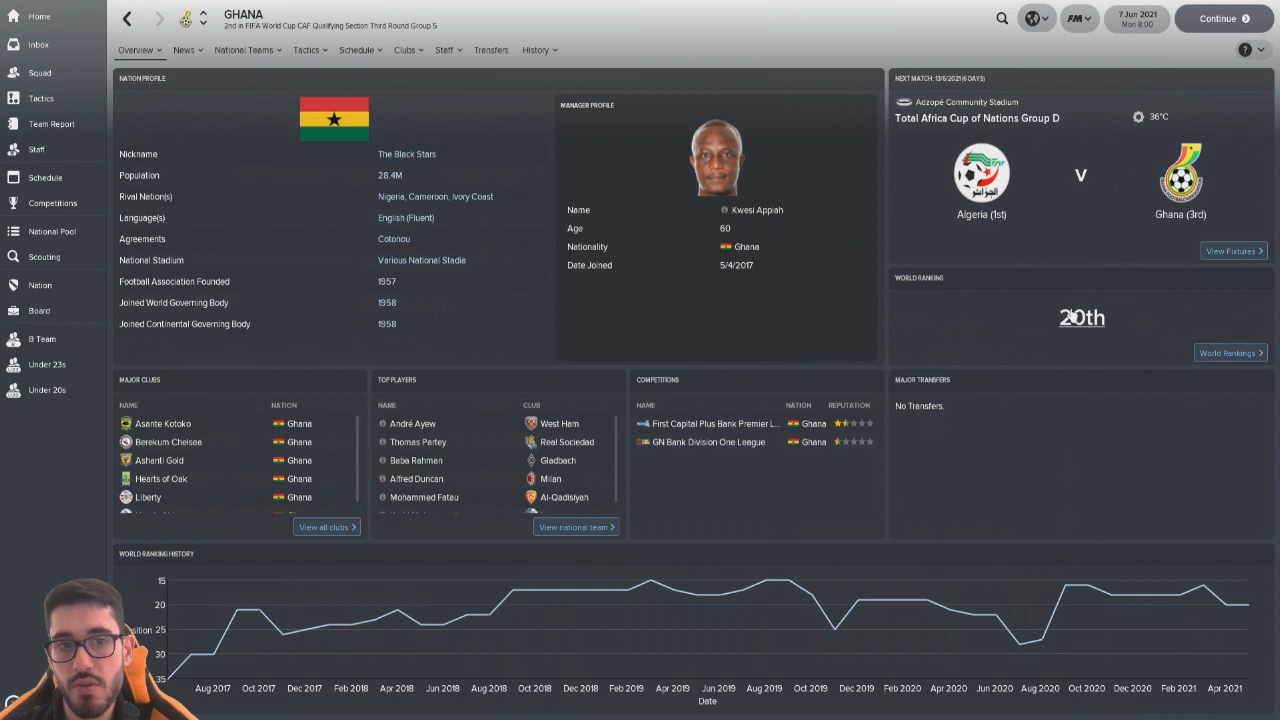 Home
Inbox
Squad
Tactics
Team Report
Staff
Schedule
Competitions
National Pool
Scouting
Nation
Board
B Team
Under 23s
Under 20s
GHANA
2nd in FIFA World Cup CAF Qualifying Section Third Round Group 5
FM
7 Jun 2021
Mon 8:00
Continue
Overview News National Teams Tactics Schedule Clubs Staff Transfers History
?
NATION PROFILE
Nickname The Black Stars
Population 28.4M
Rival Nation(s) Nigeria, Cameroon, Ivory Coast
Language(s) English (Fluent)
Agreements Cotonou
National Stadium Various National Stadia
Football Association Founded 1957
Joined World Governing Body 1958
Joined Continental Governing Body 1958
MANAGER PROFILE
Name Kwesi Appiah
Age 60
Nationality Ghana
Date Joined 5/4/2017
NEXT MATCH: 13/6/2021 (6 DAYS)
Adzopé Community Stadium
Total Africa Cup of Nations Group D
36°C
V
Algeria (1st) Ghana (3rd)
View Fixtures >
WORLD RANKING
20th
World Rankings >
MAJOR CLUBS
NAME NATION
Asante Kotoko Ghana
Berekum Chelsea Ghana
Ashanti Gold Ghana
Hearts of Oak Ghana
Liberty Ghana
View all clubs >
TOP PLAYERS
NAME CLUB
André Ayew West Ham
Thomas Partey Real Sociedad
Baba Rahman Gladbach
Alfred Duncan Milan
Mohammed Fatau Al-Qadisiyah
View national team >
COMPETITIONS
NAME NATION REPUTATION
First Capital Plus Bank Premier L... Ghana
GN Bank Division One League Ghana
MAJOR TRANSFERS
No Transfers.
WORLD RANKING HISTORY
15
20
25
30
35
Aug 2017 Oct 2017 Dec 2017 Feb 2018 Apr 2018 Jun 2018 Aug 2018 Oct 2018 Dec 2018 Feb 2019 Apr 2019 Jun 2019 Aug 2019 Oct 2019 Dec 2019 Feb 2020 Apr 2020 Jun 2020 Aug 2020 Oct 2020 Dec 2020 Feb 2021 Apr 2021
Date